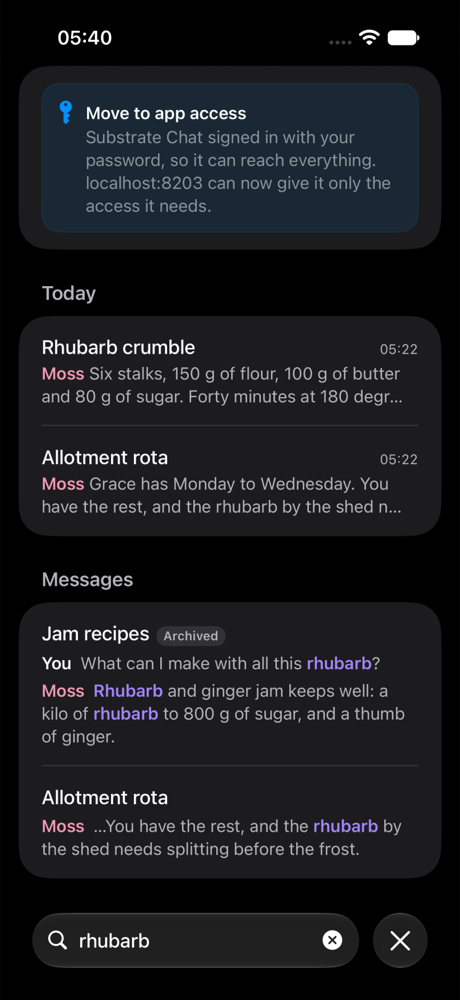 05:40
Move to app access
Substrate Chat signed in with your
password, so it can reach everything.
localhost:8203 can now give it only the
access it needs.
Today
Rhubarb crumble 05:22
Moss Six stalks, 150 g of flour, 100 g of butter
and 80 g of sugar. Forty minutes at 180 degr...
Allotment rota 05:22
Moss Grace has Monday to Wednesday. You
have the rest, and the rhubarb by the shed n...
Messages
Jam recipes Archived
You What can I make with all this rhubarb?
Moss Rhubarb and ginger jam keeps well: a
kilo of rhubarb to 800 g of sugar, and a thumb
of ginger.
Allotment rota
Moss ...You have the rest, and the rhubarb by
the shed needs splitting before the frost.
rhubarb